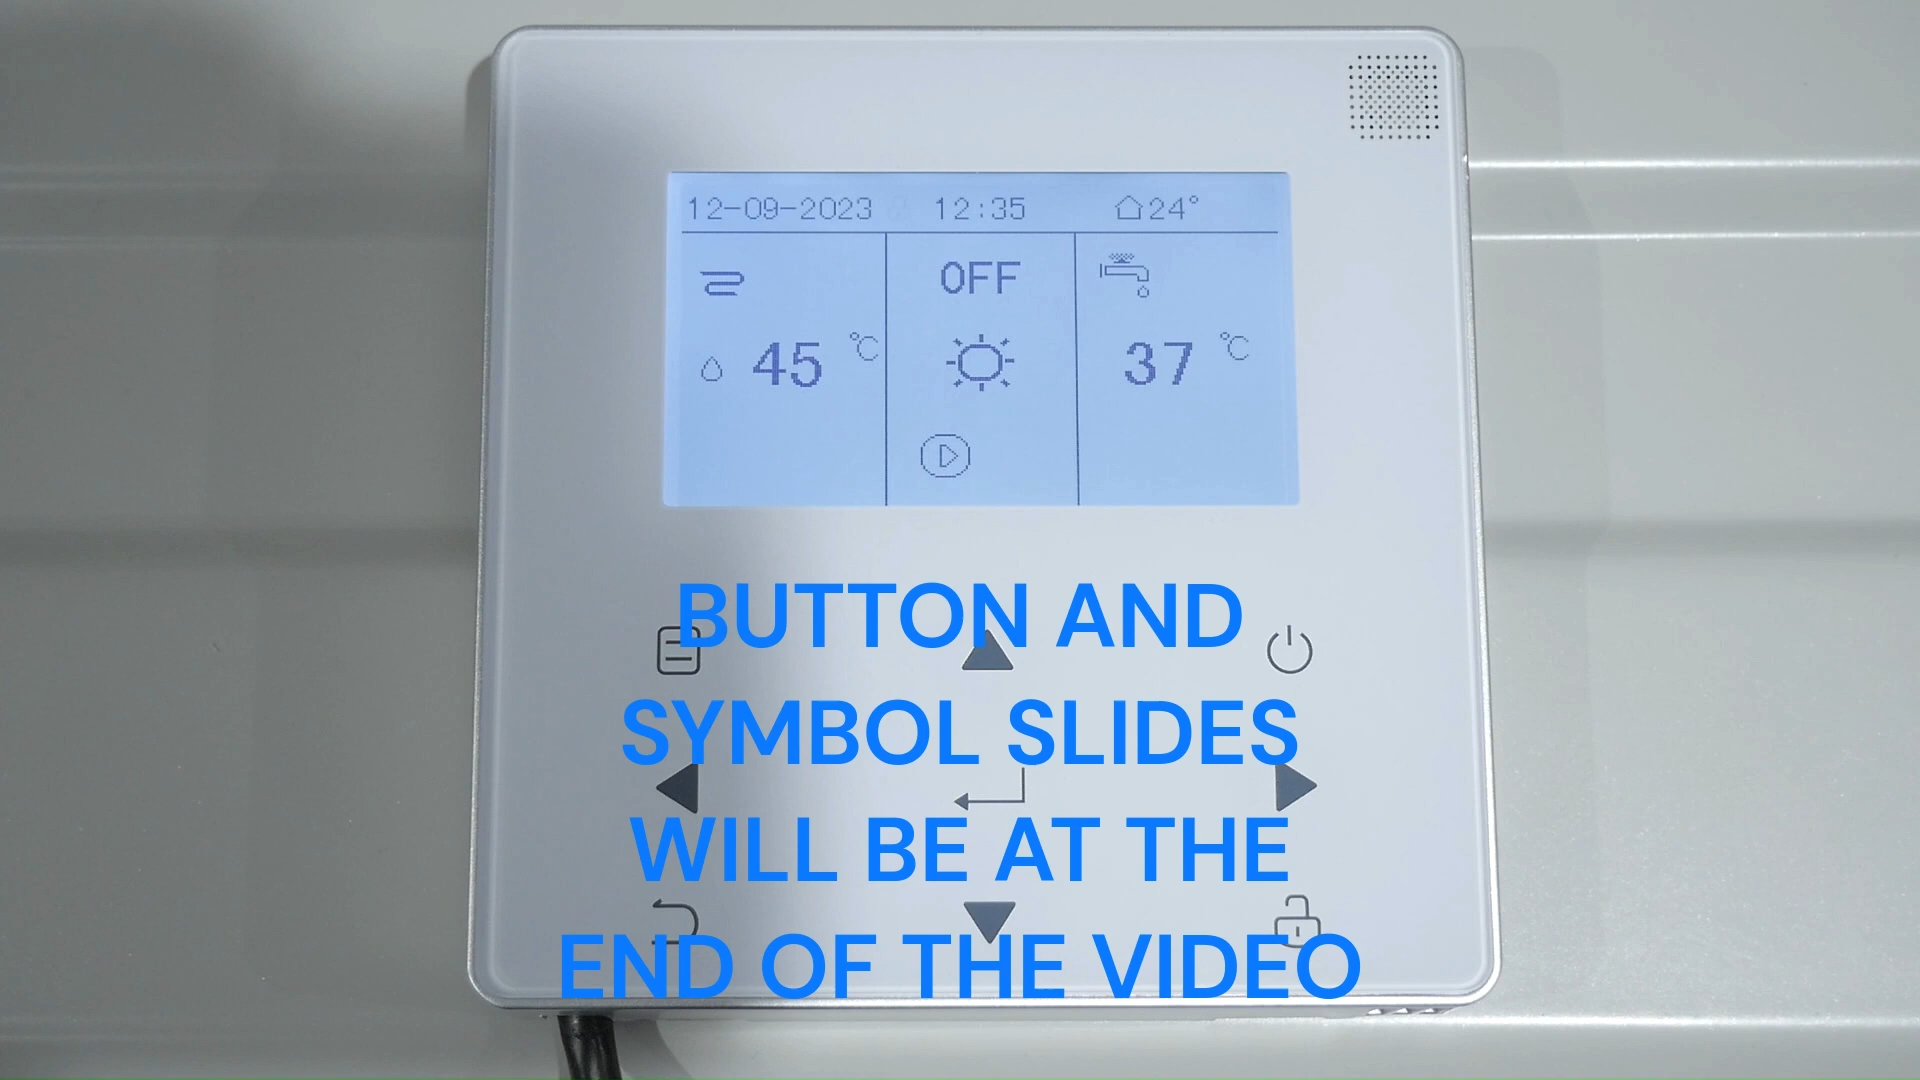 12-09-2023 12:35 24°
OFF
45 °C
37 °C
BUTTON AND
SYMBOL SLIDES
WILL BE AT THE
END OF THE VIDEO